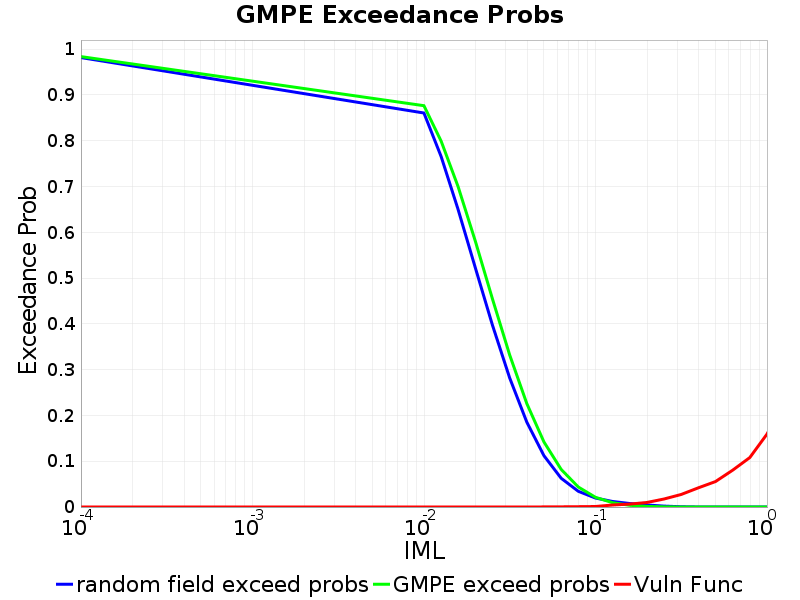 GMPE Exceedance Probs
1
0.9
0.8
0.7
0.6
0.5
0.4
0.3
0.2
0.1
0
Exceedance Prob
10-4 10-3 10-2 10-1 100
IML
random field exceed probs GMPE exceed probs Vuln Func